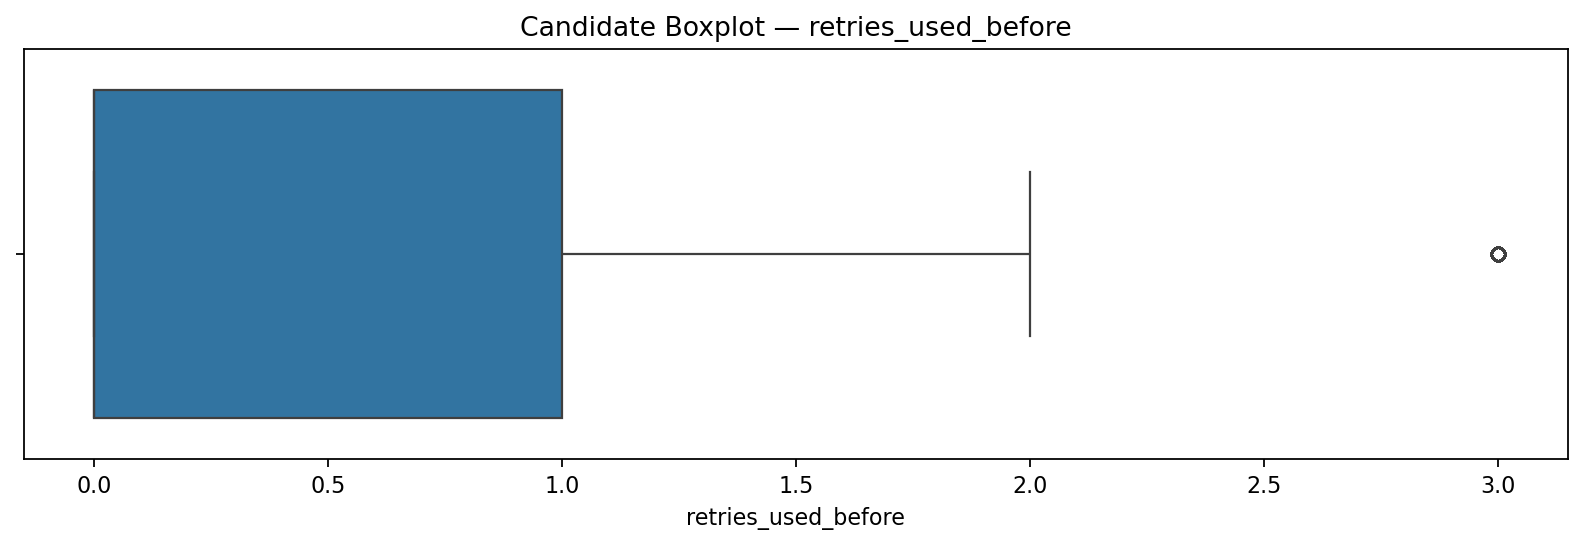 Candidate Boxplot — retries_used_before
0.0 0.5 1.0 1.5 2.0 2.5 3.0
retries_used_before